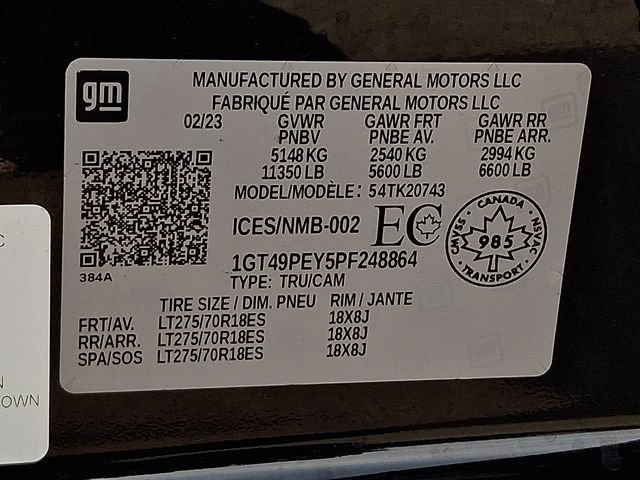 gm
MANUFACTURED BY GENERAL MOTORS LLC
FABRIQUÉ PAR GENERAL MOTORS LLC
02/23 GVWR GAWR FRT GAWR RR
PNBV PNBE AV. PNBE ARR.
5148 KG 2540 KG 2994 KG
11350 LB 5600 LB 6600 LB
MODEL/MODÈLE: 54TK20743
ICES/NMB-002 EC
CANADA
CMVSS 985 NSVAC
TRANSPORT
1GT49PEY5PF248864
384A
TYPE: TRU/CAM
TIRE SIZE / DIM. PNEU RIM / JANTE
FRT/AV. LT275/70R18ES 18X8J
RR/ARR. LT275/70R18ES 18X8J
SPA/SOS LT275/70R18ES 18X8J
C
N
OWN